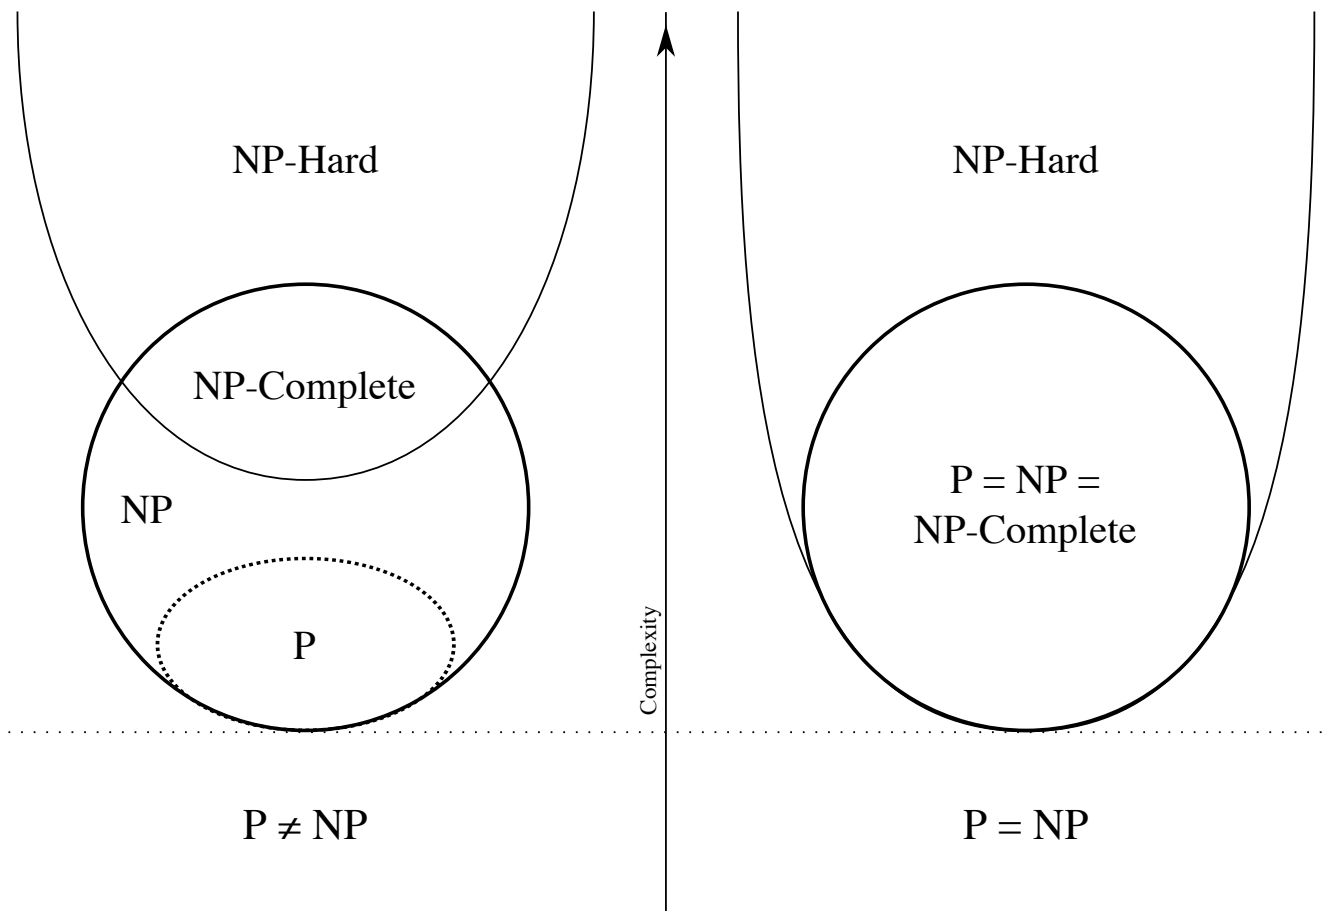 NP-Hard
NP-Complete
NP
P
P ≠ NP
Complexity
NP-Hard
P = NP =
NP-Complete
P = NP